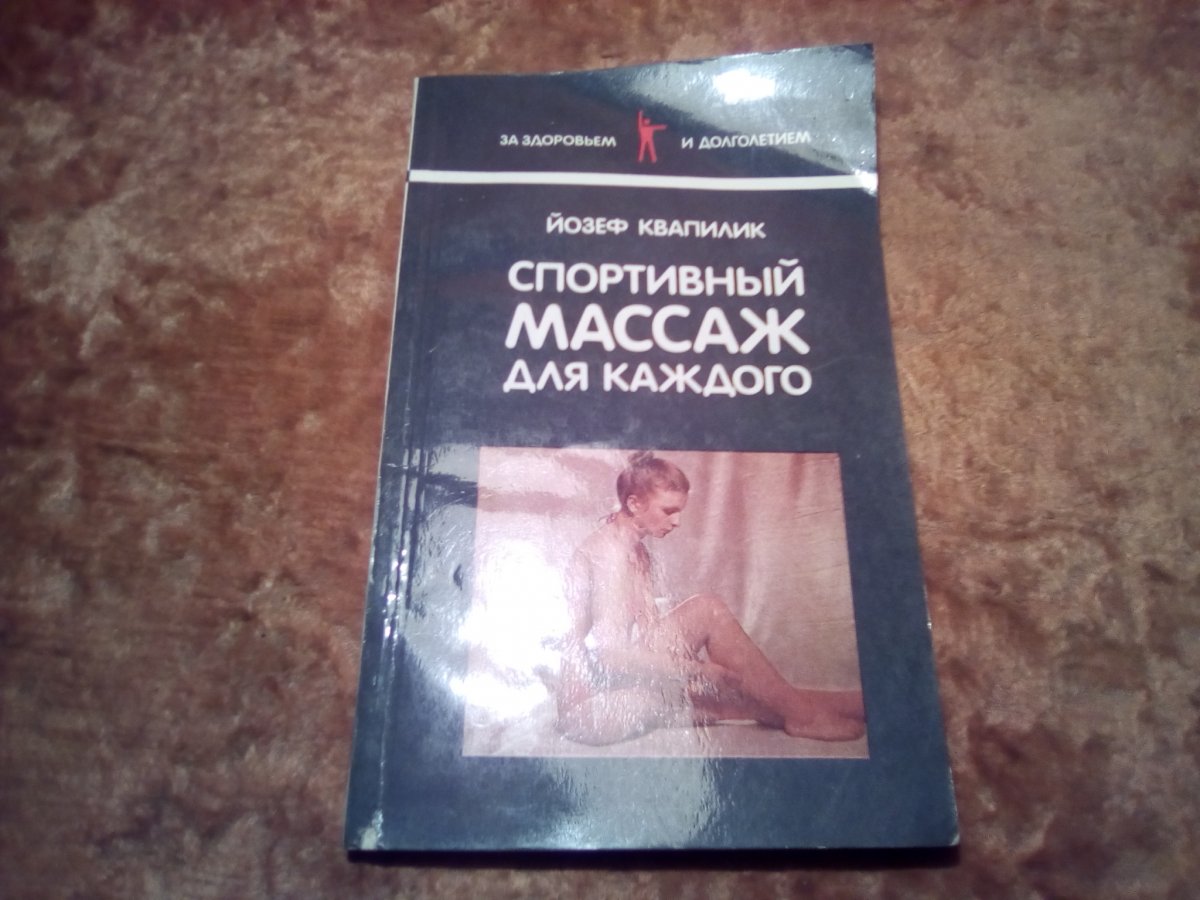 ЗА ЗДОРОВЬЕМ И ДОЛГОЛЕТИЕМ
ЙОЗЕФ КВАПИЛИК
СПОРТИВНЫЙ
МАССАЖ
ДЛЯ КАЖДОГО